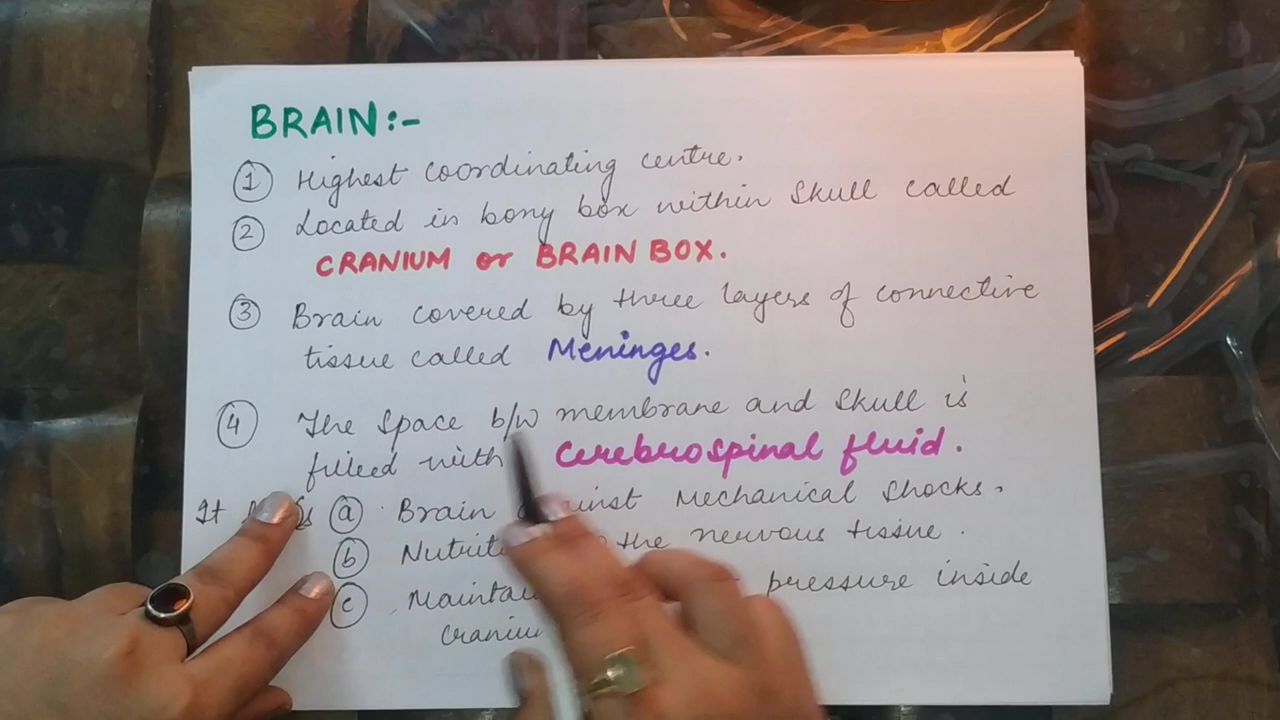 BRAIN:-
① Highest coordinating centre.
② Located in bony box within skull called
CRANIUM or BRAIN BOX.
③ Brain covered by three layers of connective
tissue called Meninges.
④ The space b/w membrane and skull is
filled with Cerebrospinal fluid.
It ⓐ Brain against Mechanical shocks.
ⓑ the nervous tissue.
ⓒ pressure inside